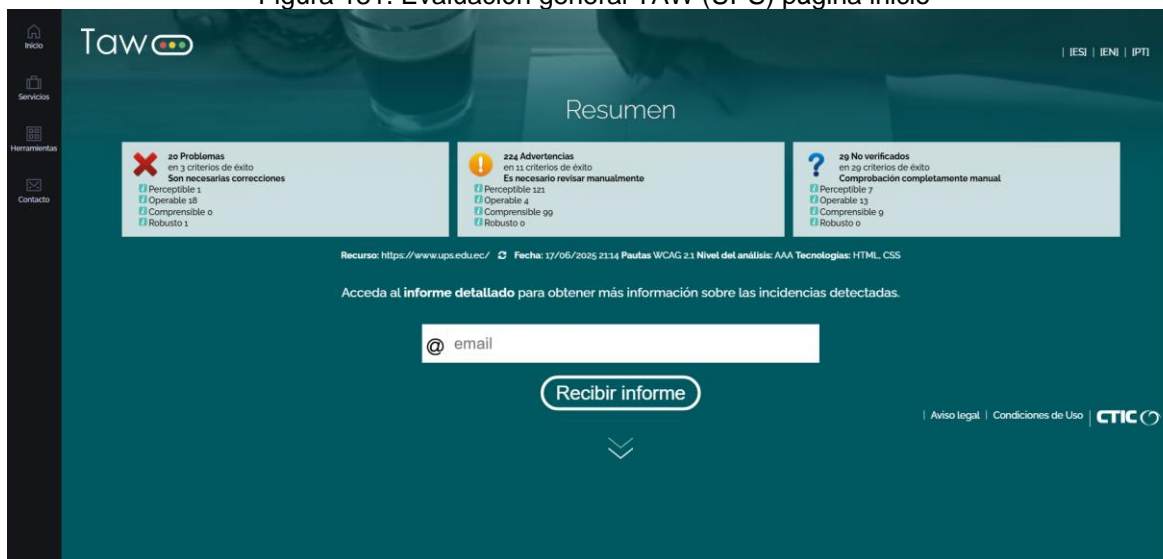 Figura 181. Evaluación general TAW (UPS) página inicio
Inicio
Servicios
Herramientas
Contacto
Taw
| [ES] | [EN] | [PT]
Resumen
20 Problemas
en 3 criterios de éxito
Son necesarias correcciones
Perceptible 1
Operable 18
Comprensible 0
Robusto 1
224 Advertencias
en 11 criterios de éxito
Es necesario revisar manualmente
Perceptible 121
Operable 4
Comprensible 99
Robusto 0
29 No verificados
en 29 criterios de éxito
Comprobación completamente manual
Perceptible 7
Operable 13
Comprensible 9
Robusto 0
Recurso: https://www.ups.edu.ec/ Fecha: 17/06/2025 21:14 Pautas WCAG 2.1 Nivel del análisis: AAA Tecnologías: HTML, CSS
Acceda al informe detallado para obtener más información sobre las incidencias detectadas.
@ email
Recibir informe
| Aviso legal | Condiciones de Uso | CTIC